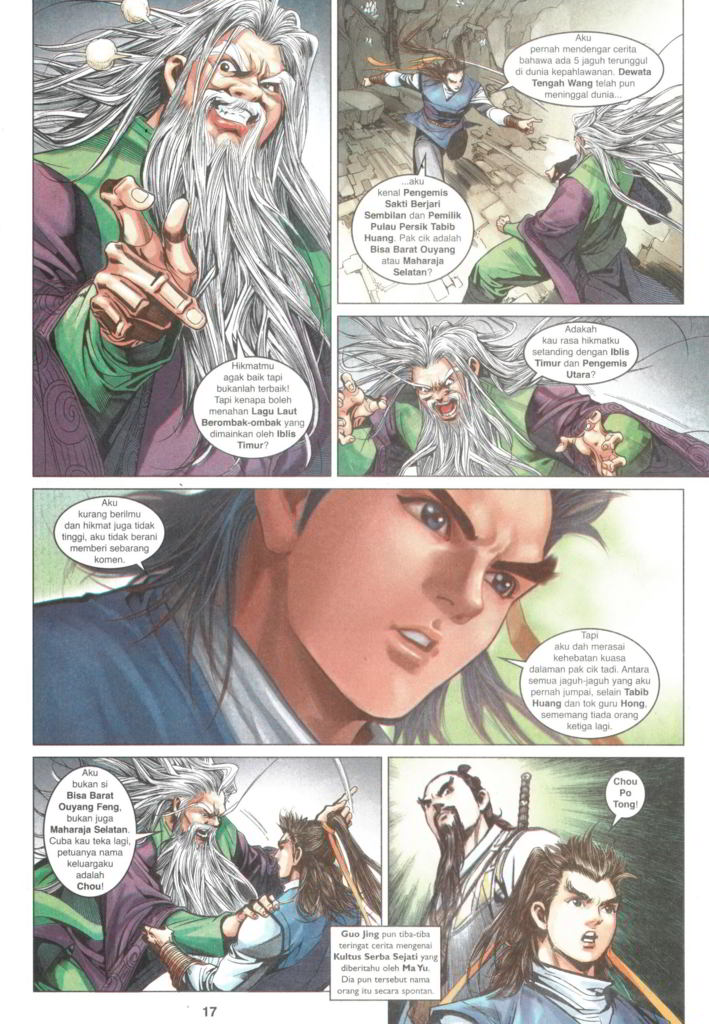 Hikmatmu
agak baik tapi
bukanlah terbaik!
Tapi kenapa boleh
menahan Lagu Laut
Berombak-ombak yang
dimainkan oleh Iblis
Timur?
Aku
pernah mendengar cerita
bahawa ada 5 jaguh terunggul
di dunia kepahlawanan. Dewata
Tengah Wang telah pun
meninggal dunia...
...aku
kenal Pengemis
Sakti Berjari
Sembilan dan Pemilik
Pulau Persik Tabib
Huang. Pak cik adalah
Bisa Barat Ouyang
atau Maharaja
Selatan?
Adakah
kau rasa hikmatku
setanding dengan Iblis
Timur dan Pengemis
Utara?
Aku
kurang berilmu
dan hikmat juga tidak
tinggi, aku tidak berani
memberi sebarang
komen.
Tapi
aku dah merasai
kehebatan kuasa
dalaman pak cik tadi. Antara
semua jaguh-jaguh yang aku
pernah jumpai, selain Tabib
Huang dan tok guru Hong,
sememang tiada orang
ketiga lagi.
Aku
bukan si
Bisa Barat
Ouyang Feng,
bukan juga
Maharaja Selatan.
Cuba kau teka lagi,
petuanya nama
keluargaku
adalah
Chou!
Guo Jing pun tiba-tiba
teringat cerita mengenai
Kultus Serba Sejati yang
diberitahu oleh Ma Yu.
Dia pun tersebut nama
orang itu secara spontan.
Chou
Po
Tong!
17